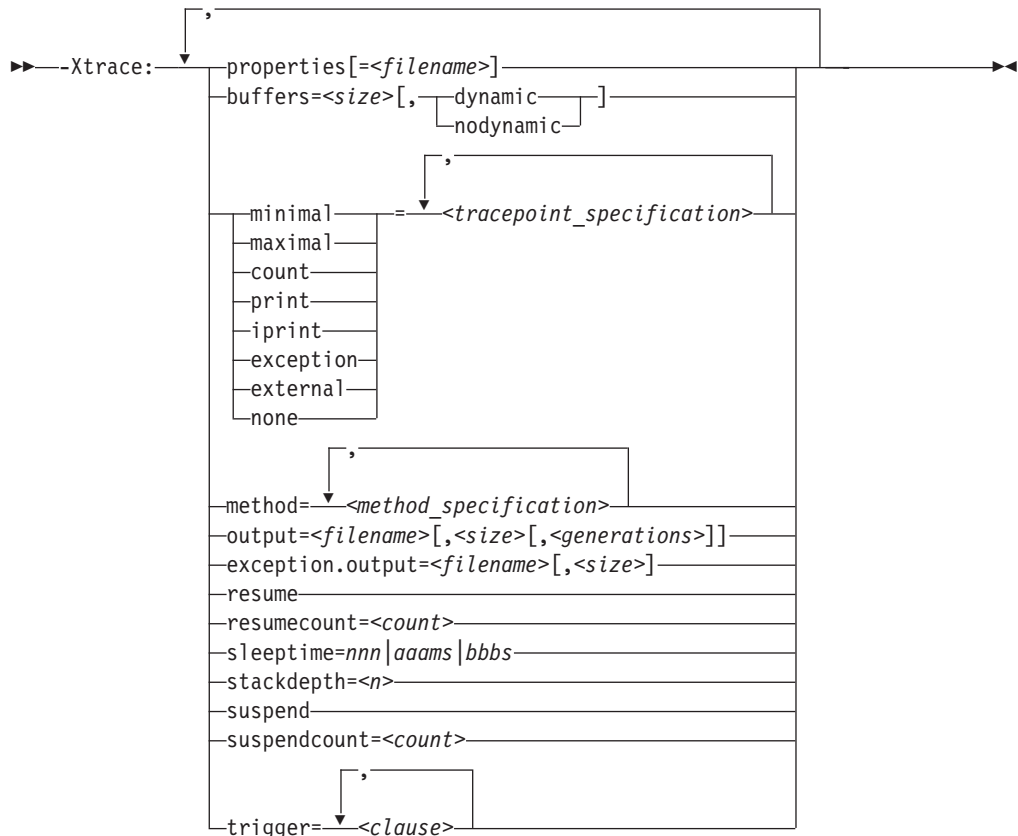 ,
-Xtrace: properties[=<filename>]
buffers=<size>[, dynamic ]
nodynamic
,
minimal = <tracepoint_specification>
maximal
count
print
iprint
exception
external
none
,
method= <method_specification>
output=<filename>[,<size>[,<generations>]]
exception.output=<filename>[,<size>]
resume
resumecount=<count>
sleeptime=nnn|aaams|bbbs
stackdepth=<n>
suspend
suspendcount=<count>
,
trigger= <clause>